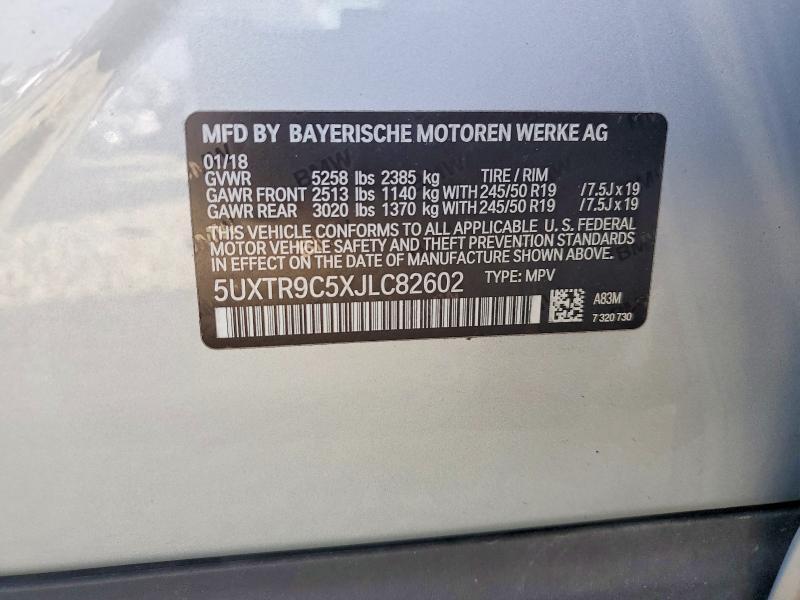 MFD BY BAYERISCHE MOTOREN WERKE AG
01/18
GVWR 5258 lbs 2385 kg TIRE / RIM
GAWR FRONT 2513 lbs 1140 kg WITH 245/50 R19 /7.5J x 19
GAWR REAR 3020 lbs 1370 kg WITH 245/50 R19 /7.5J x 19
THIS VEHICLE CONFORMS TO ALL APPLICABLE U. S. FEDERAL
MOTOR VEHICLE SAFETY AND THEFT PREVENTION STANDARDS
IN EFFECT ON THE DATE OF MANUFACTURE SHOWN ABOVE.
5UXTR9C5XJLC82602 TYPE: MPV
A83M
7 320 730